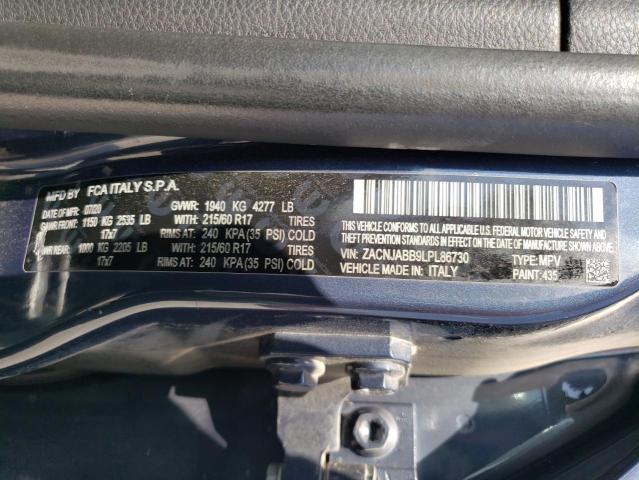 MFD BY FCA ITALY S.P.A.
DATE OF MFR 07/20 GVWR: 1940 KG 4277 LB
GAWR FRONT: 1150 KG 2535 LB WITH: 215/60 R17 TIRES
17x7 RIMS AT: 240 KPA (35 PSI) COLD
GAWR REAR: 1000 KG 2205 LB WITH: 215/60 R17 TIRES
17x7 RIMS AT: 240 KPA (35 PSI) COLD
THIS VEHICLE CONFORMS TO ALL APPLICABLE U.S. FEDERAL MOTOR VEHICLE SAFETY,
BUMPER, AND THEFT PREVENTION STANDARDS IN EFFECT ON THE DATE OF MANUFACTURE SHOWN ABOVE.
VIN: ZACNJABB9LPL86730 TYPE: MPV
VEHICLE MADE IN: ITALY PAINT: 435